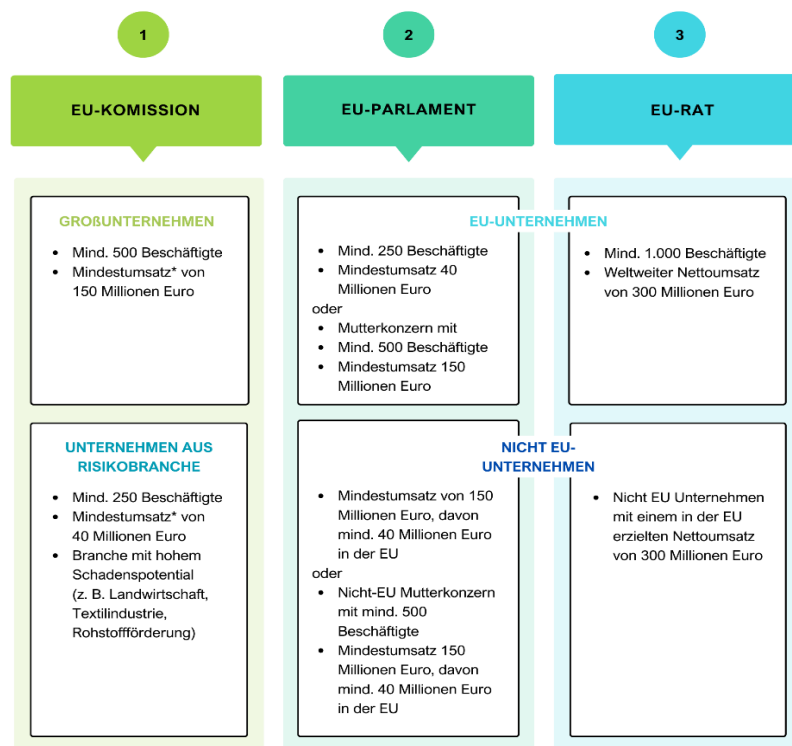 1
EU-KOMISSION
GROßUNTERNEHMEN
• Mind. 500 Beschäftigte
• Mindestumsatz* von
150 Millionen Euro
UNTERNEHMEN AUS
RISIKOBRANCHE
• Mind. 250 Beschäftigte
• Mindestumsatz* von
40 Millionen Euro
• Branche mit hohem
Schadenspotential
(z. B. Landwirtschaft,
Textilindustrie,
Rohstoffförderung)
2
EU-PARLAMENT
EU-UNTERNEHMEN
• Mind. 250 Beschäftigte
• Mindestumsatz 40
Millionen Euro
oder
• Mutterkonzern mit
• Mind. 500 Beschäftigte
• Mindestumsatz 150
Millionen Euro
NICHT EU-
UNTERNEHMEN
• Mindestumsatz von 150
Millionen Euro, davon
mind. 40 Millionen Euro
in der EU
oder
• Nicht-EU Mutterkonzern
mit mind. 500
Beschäftigte
• Mindestumsatz 150
Millionen Euro, davon
mind. 40 Millionen Euro
in der EU
3
EU-RAT
• Mind. 1.000 Beschäftigte
• Weltweiter Nettoumsatz
von 300 Millionen Euro
• Nicht EU Unternehmen
mit einem in der EU
erzielten Nettoumsatz
von 300 Millionen Euro